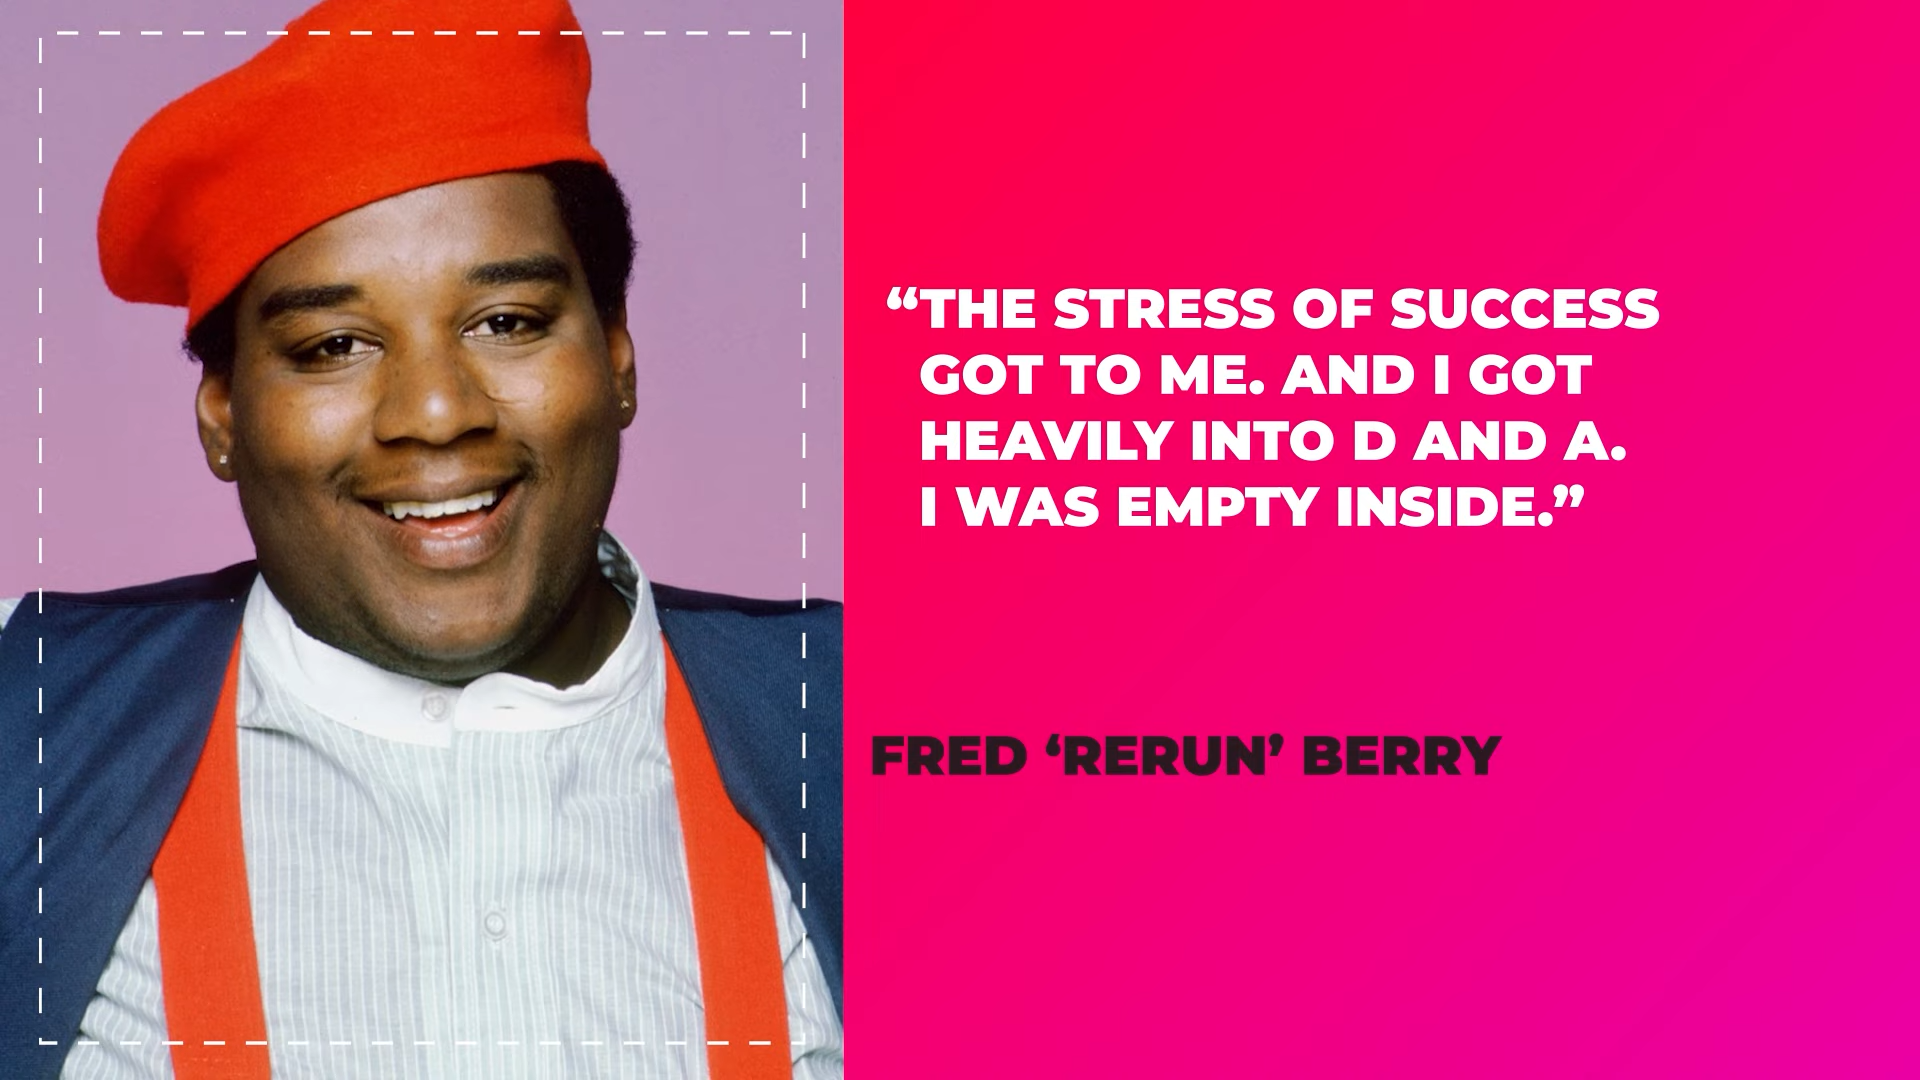 “THE STRESS OF SUCCESS
GOT TO ME. AND I GOT
HEAVILY INTO D AND A.
I WAS EMPTY INSIDE.”
FRED ‘RERUN’ BERRY